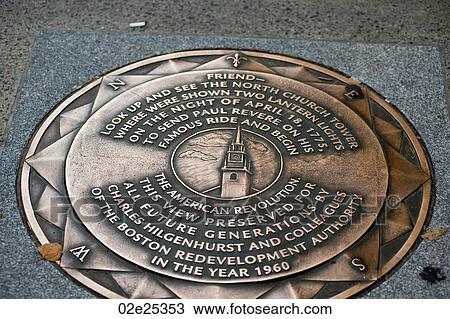 N
E
FRIEND—
LOOK UP AND SEE THE NORTH CHURCH TOWER
WHERE WERE SHOWN TWO LANTERN LIGHTS
ON THE NIGHT OF APRIL 18, 1775,
TO SEND PAUL REVERE ON HIS
FAMOUS RIDE AND BEGIN
THE AMERICAN REVOLUTION.
THIS VIEW PRESERVED FOR
ALL FUTURE GENERATIONS BY
CHARLES HILGENHURST AND COLLEAGUES
OF THE BOSTON REDEVELOPMENT AUTHORITY
IN THE YEAR 1960
W
S
fotosearch
02e25353 www.fotosearch.com